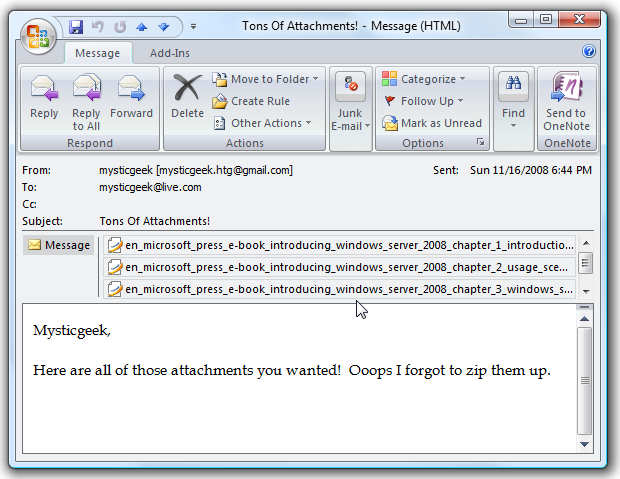 Tons Of Attachments! - Message (HTML)
Message Add-Ins
Reply
Reply to All
Forward
Respond
Delete
Move to Folder
Create Rule
Other Actions
Actions
Junk E-mail
Categorize
Follow Up
Mark as Unread
Options
Find
Send to OneNote
OneNote
From: mysticgeek [mysticgeek.htg@gmail.com] Sent: Sun 11/16/2008 6:44 PM
To: mysticgeek@live.com
Cc:
Subject: Tons Of Attachments!
Message
en_microsoft_press_e-book_introducing_windows_server_2008_chapter_1_introductio...
en_microsoft_press_e-book_introducing_windows_server_2008_chapter_2_usage_sce...
en_microsoft_press_e-book_introducing_windows_server_2008_chapter_3_windows_s...
Mysticgeek,
Here are all of those attachments you wanted! Ooops I forgot to zip them up.